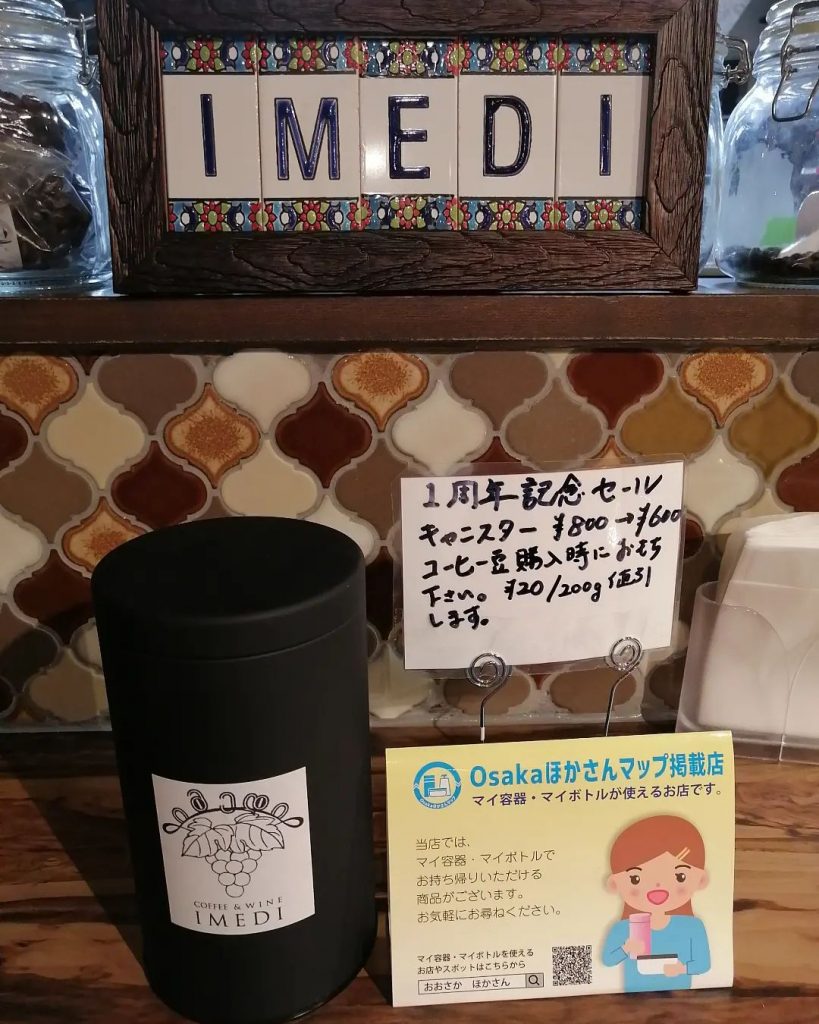 IMEDI
1周年記念セール
キャニスター ¥800→¥600
コーヒー豆購入時におもち
下さい。 ¥20/200g値引
します。
Osakaほかさんマップ掲載店
マイ容器・マイボトルが使えるお店です。
当店では、
マイ容器・マイボトルで
お持ち帰りいただける
商品がございます。
お気軽にお尋ねください。
マイ容器・マイボトルを使える
お店やスポットはこちらから
おおさか ほかさん
COFFEE & WINE
IMEDI